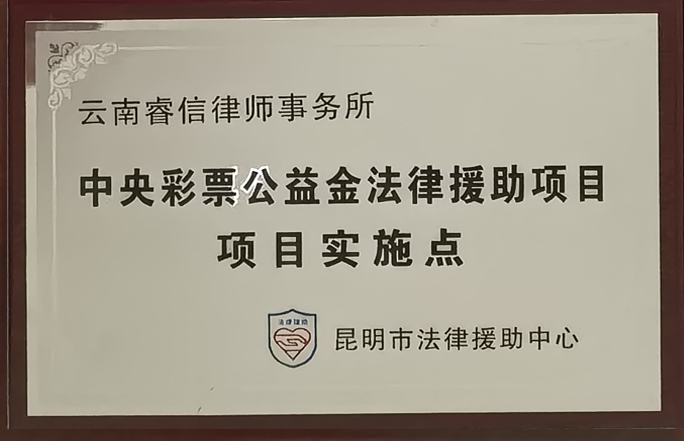 云南睿信律师事务所
中央彩票公益金法律援助项目
项目实施点
法律援助
昆明市法律援助中心